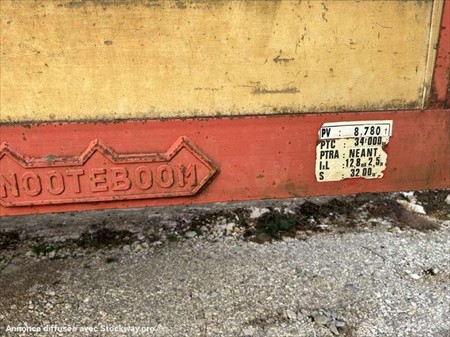 NOOTEBOOM
PV : 8.780
PTC : 34 000
PTRA : NEANT
L.L : 12,8 2,5
S : 32 00
Annonce diffusée avec Stockway.pro